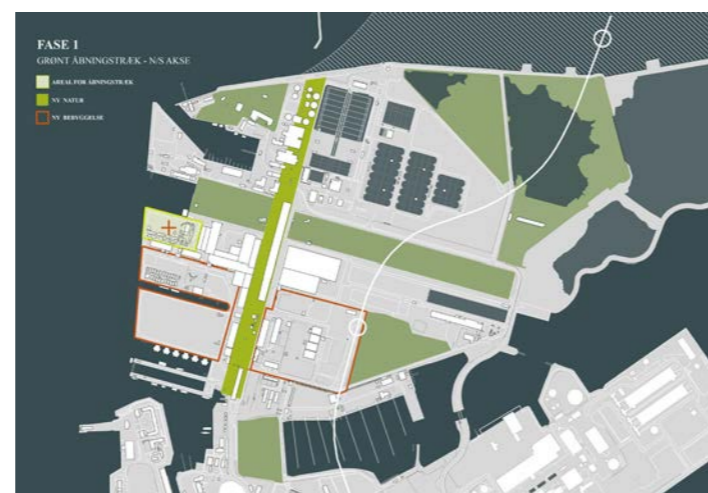 FASE 1
GRØNT ÅBNINGSTRÆK - N/S AKSE
AREAL FOR ÅBNINGSTRÆK
NY NATUR
NY BEBYGGELSE